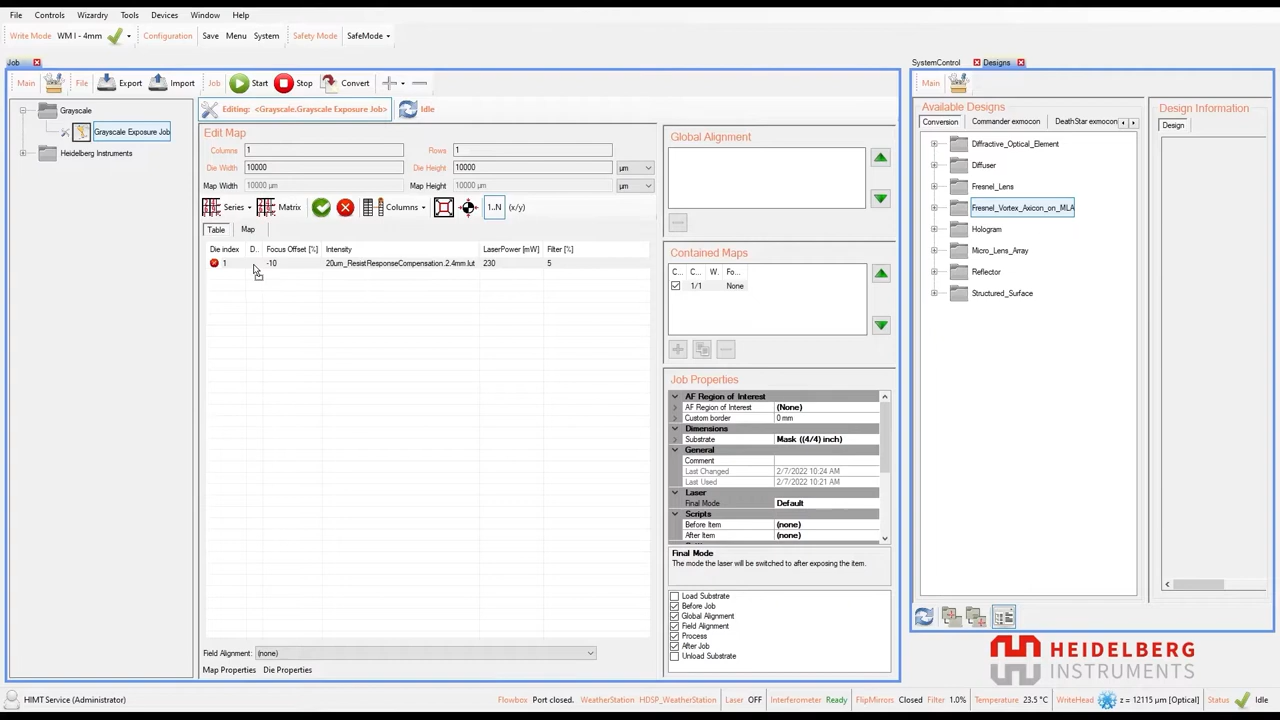 File Controls Wizardry Tools Devices Window Help
Write Mode WM I - 4mm Configuration Save Menu System Safety Mode SafeMode
Job
Main File Export Import Job Start Stop Convert
Grayscale
Grayscale Exposure Job
Heidelberg Instruments
Editing: <Grayscale.Grayscale Exposure Job> Idle
Edit Map
Columns 1 Rows 1
Die Width 10000 Die Height 10000 µm
Map Width 10000 µm Map Height 10000 µm µm
Series Matrix Columns 1..N (x/y)
Table Map
Die index D.. Focus Offset [%] Intensity LaserPower [mW] Filter [%]
1 -10 20um_ResistResponseCompensation.2.4mm.lut 230 5
Field Alignment: (none)
Map Properties Die Properties
Global Alignment
Contained Maps
C... C... W. Fo...
1/1 None
Job Properties
AF Region of Interest
AF Region of Interest (None)
Custom border 0 mm
Dimensions
Substrate Mask ((4/4) inch)
General
Comment
Last Changed 2/7/2022 10:24 AM
Last Used 2/7/2022 10:21 AM
Laser
Final Mode Default
Scripts
Before Item (none)
After Item (none)
Final Mode
The mode the laser will be switched to after exposing the item.
Load Substrate
Before Job
Global Alignment
Field Alignment
Process
After Job
Unload Substrate
SystemControl Designs
Main
Available Designs
Conversion Commander exmocon DeathStar exmocon
Diffractive_Optical_Element
Diffuser
Fresnel_Lens
Fresnel_Vortex_Axicon_on_MLA
Hologram
Micro_Lens_Array
Reflector
Structured_Surface
Design Information
Design
HEIDELBERG
INSTRUMENTS
HIMT Service (Administrator) Flowbox Port closed. WeatherStation HDSP_WeatherStation Laser OFF Interferometer Ready FlipMirrors Closed Filter 1.0% Temperature 23.5 °C WriteHead z = 12115 µm [Optical] Status Idle